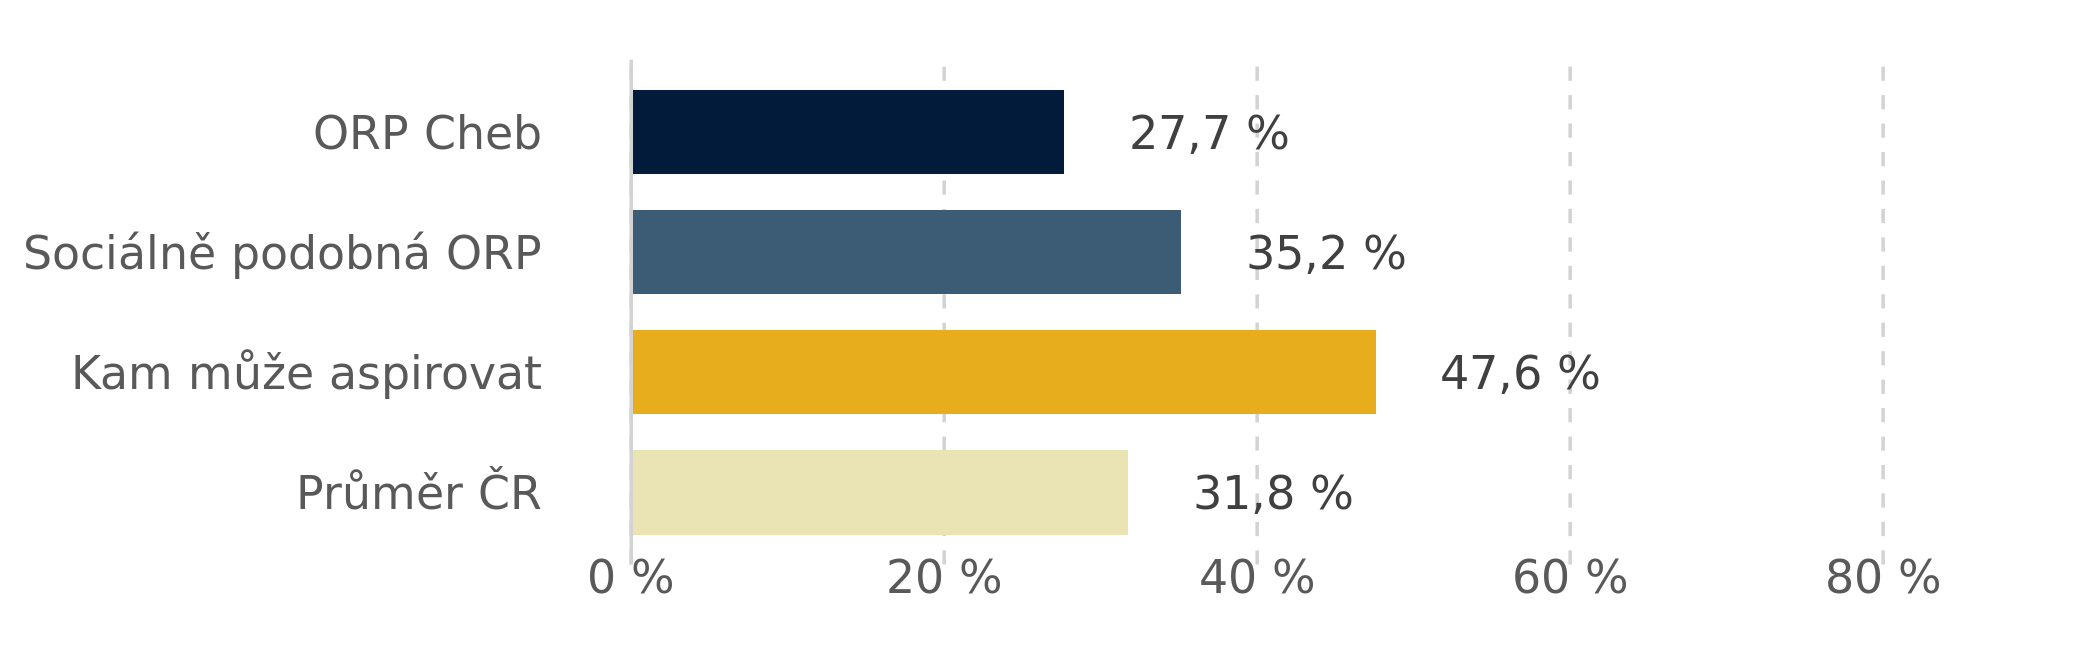 ORP Cheb 27,7 %
Sociálně podobná ORP 35,2 %
Kam může aspirovat 47,6 %
Průměr ČR 31,8 %
0 % 20 % 40 % 60 % 80 %